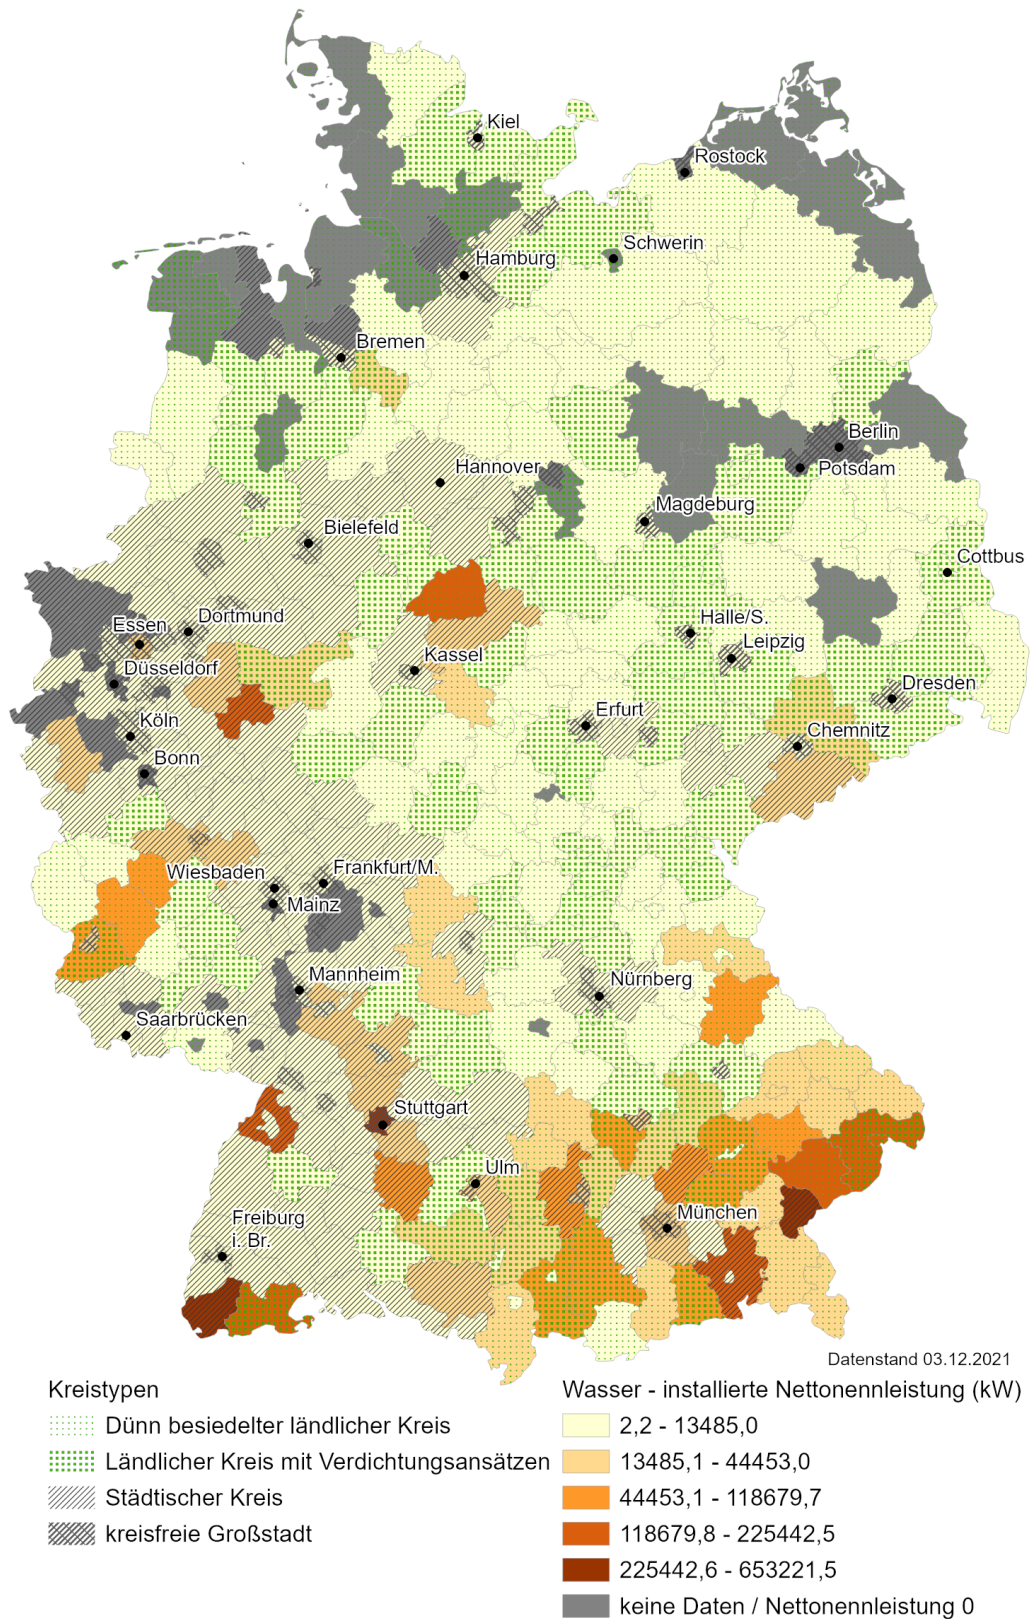 Kiel
Rostock
Schwerin
Hamburg
Bremen
Berlin
Hannover
Potsdam
Magdeburg
Bielefeld
Cottbus
Dortmund
Halle/S.
Essen
Leipzig
Kassel
Düsseldorf
Dresden
Erfurt
Köln
Chemnitz
Bonn
Frankfurt/M.
Wiesbaden
Mainz
Mannheim
Nürnberg
Saarbrücken
Stuttgart
Ulm
München
Freiburg
i. Br.
Datenstand 03.12.2021
Kreistypen
Dünn besiedelter ländlicher Kreis
Ländlicher Kreis mit Verdichtungsansätzen
Städtischer Kreis
kreisfreie Großstadt
Wasser - installierte Nettonennleistung (kW)
2,2 - 13485,0
13485,1 - 44453,0
44453,1 - 118679,7
118679,8 - 225442,5
225442,6 - 653221,5
keine Daten / Nettonennleistung 0